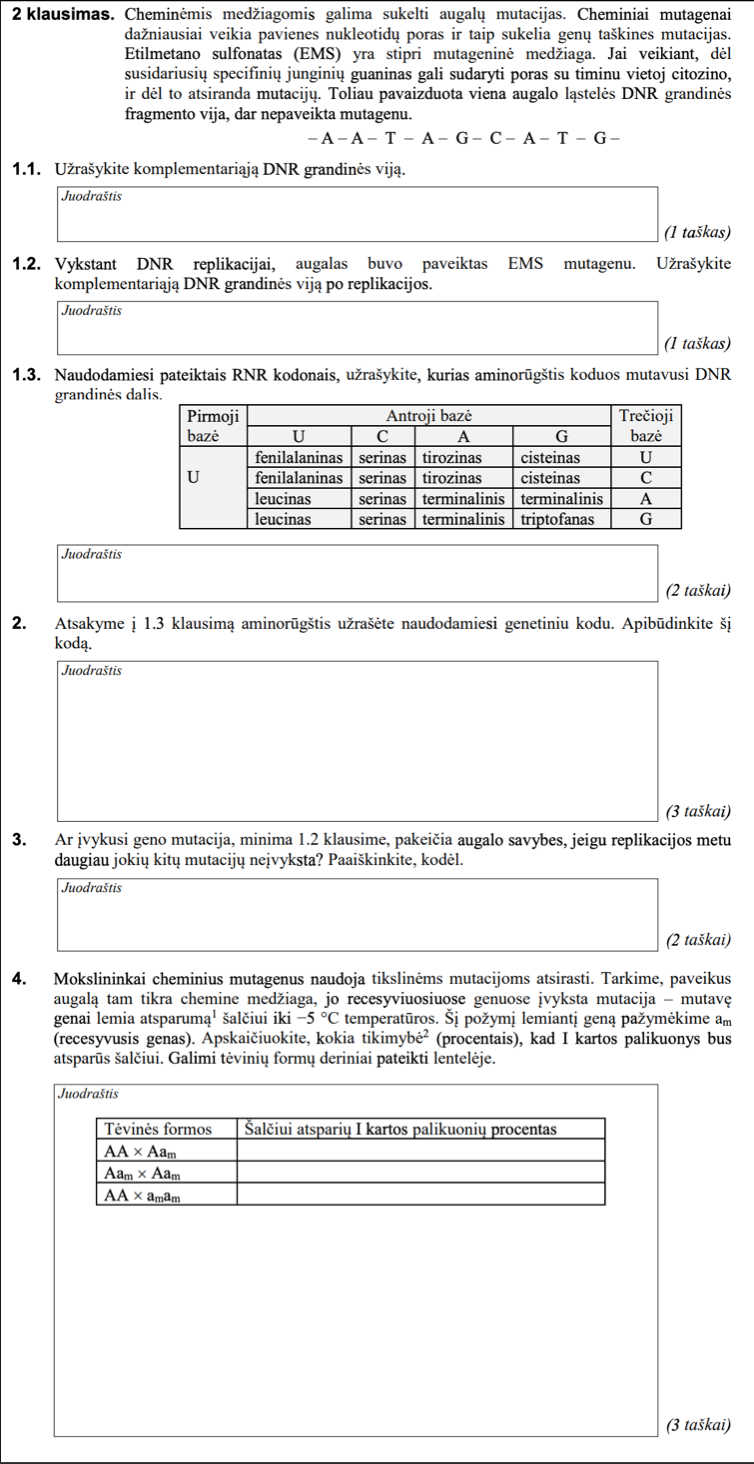 2 klausimas. Cheminėmis medžiagomis galima sukelti augalų mutacijas. Cheminiai mutagenai
dažniausiai veikia pavienes nukleotidų poras ir taip sukelia genų taškines mutacijas.
Etilmetano sulfonatas (EMS) yra stipri mutageninė medžiaga. Jai veikiant, dėl
susidariusių specifinių junginių guaninas gali sudaryti poras su timinu vietoj citozino,
ir dėl to atsiranda mutacijų. Toliau pavaizduota viena augalo ląstelės DNR grandinės
fragmento vija, dar nepaveikta mutagenu.
– A – A – T – A – G – C – A – T – G –
1.1. Užrašykite komplementariąją DNR grandinės viją.
Juodraštis
(1 taškas)
1.2. Vykstant DNR replikacijai, augalas buvo paveiktas EMS mutagenu. Užrašykite
komplementariąją DNR grandinės viją po replikacijos.
Juodraštis
(1 taškas)
1.3. Naudodamiesi pateiktais RNR kodonais, užrašykite, kurias aminorūgštis koduos mutavusi DNR
grandinės dalis.
Pirmoji Antroji bazė Trečioji
bazė U C A G bazė
fenilalaninas serinas tirozinas cisteinas U
U fenilalaninas serinas tirozinas cisteinas C
leucinas serinas terminalinis terminalinis A
leucinas serinas terminalinis triptofanas G
Juodraštis
(2 taškai)
2. Atsakyme į 1.3 klausimą aminorūgštis užrašėte naudodamiesi genetiniu kodu. Apibūdinkite šį
kodą.
Juodraštis
(3 taškai)
3. Ar įvykusi geno mutacija, minima 1.2 klausime, pakeičia augalo savybes, jeigu replikacijos metu
daugiau jokių kitų mutacijų neįvyksta? Paaiškinkite, kodėl.
Juodraštis
(2 taškai)
4. Mokslininkai cheminius mutagenus naudoja tikslinėms mutacijoms atsirasti. Tarkime, paveikus
augalą tam tikra chemine medžiaga, jo recesyviuosiuose genuose įvyksta mutacija – mutavę
genai lemia atsparumą¹ šalčiui iki −5 °C temperatūros. Šį požymį lemiantį geną pažymėkime aₘ
(recesyvusis genas). Apskaičiuokite, kokia tikimybė² (procentais), kad I kartos palikuonys bus
atsparūs šalčiui. Galimi tėvinių formų deriniai pateikti lentelėje.
Juodraštis
Tėvinės formos Šalčiui atsparių I kartos palikuonių procentas
AA × Aaₘ
Aaₘ × Aaₘ
AA × aₘaₘ
(3 taškai)